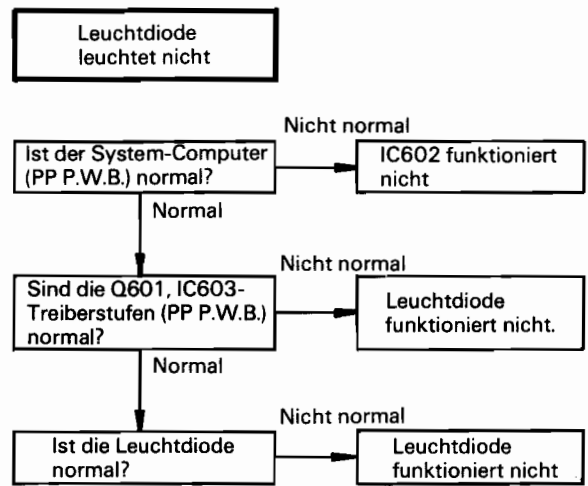 Leuchtdiode
leuchtet nicht
Nicht normal
Ist der System-Computer
(PP P.W.B.) normal?
IC602 funktioniert
nicht
Normal
Nicht normal
Sind die Q601, IC603-
Treiberstufen (PP P.W.B.)
normal?
Leuchtdiode
funktioniert nicht.
Normal
Nicht normal
Ist die Leuchtdiode
normal?
Leuchtdiode
funktioniert nicht